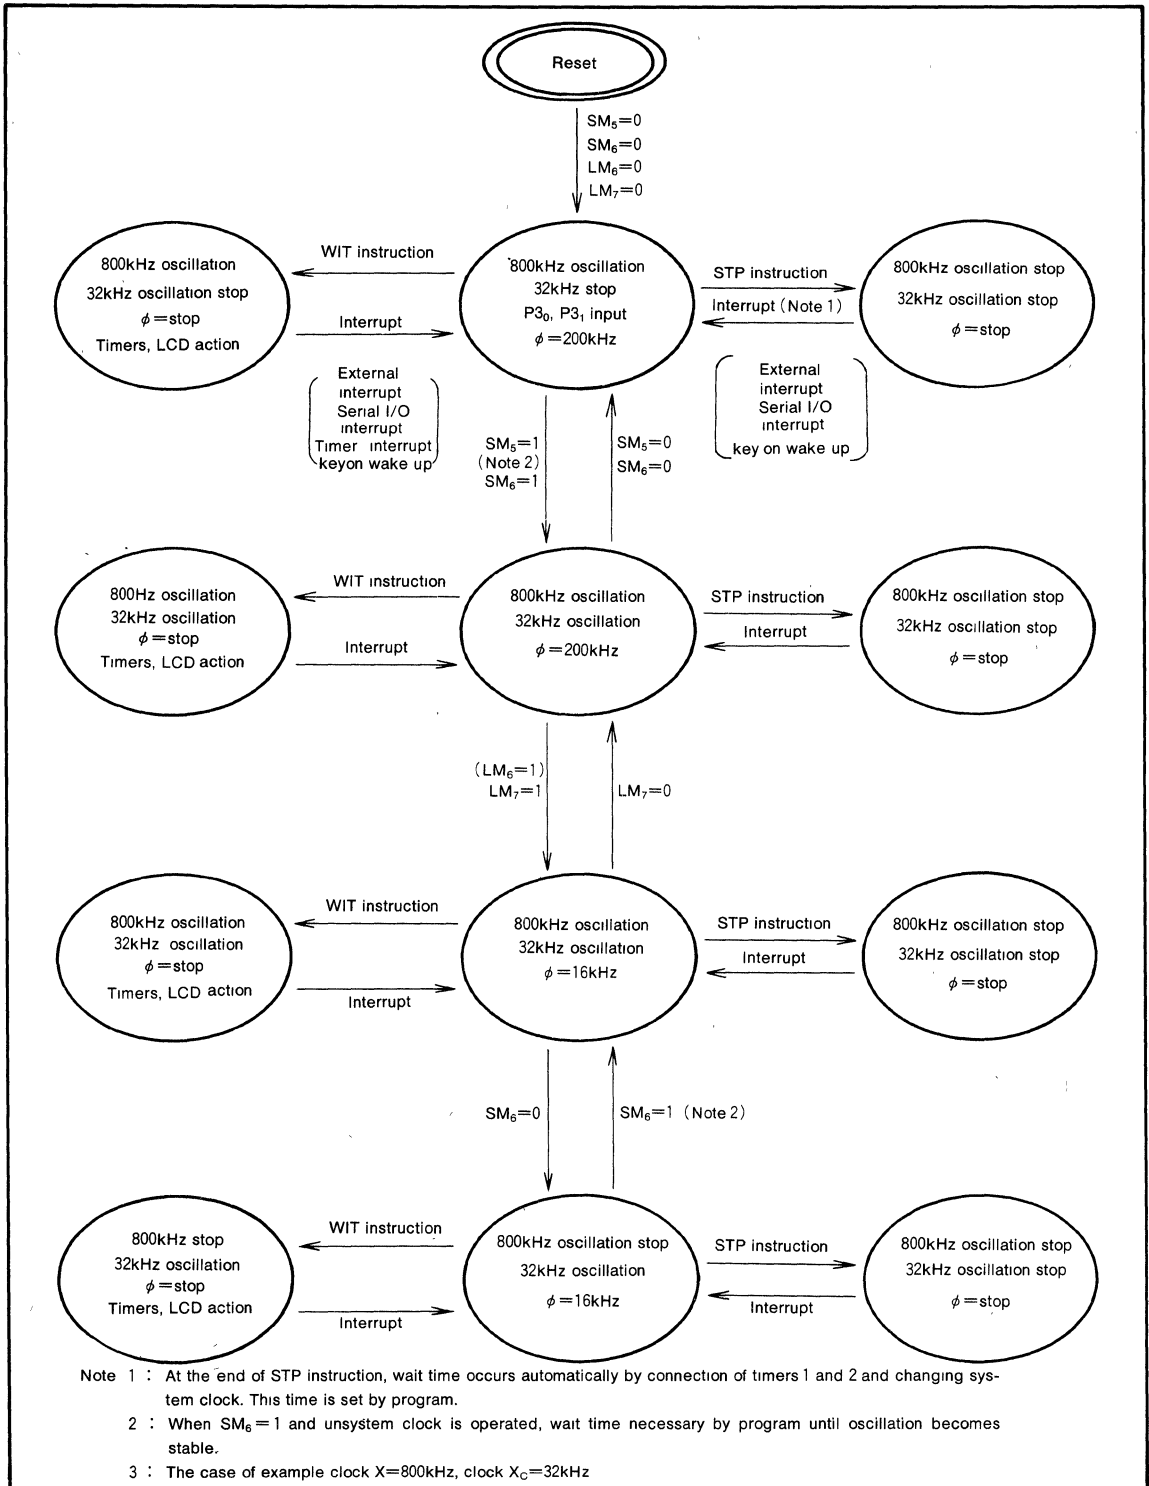 Reset
SM₅=0
SM₆=0
LM₆=0
LM₇=0
800kHz oscillation
32kHz oscillation stop
φ=stop
Timers, LCD action
WIT instruction
Interrupt
External
interrupt
Serial I/O
interrupt
Timer interrupt
keyon wake up
800kHz oscillation
32kHz stop
P3₀, P3₁ input
φ=200kHz
STP instruction
Interrupt (Note 1)
External
interrupt
Serial I/O
interrupt
key on wake up
800kHz oscillation stop
32kHz oscillation stop
φ=stop
SM₅=1
(Note 2)
SM₆=1
SM₅=0
SM₆=0
800Hz oscillation
32kHz oscillation
φ=stop
Timers, LCD action
WIT instruction
Interrupt
800kHz oscillation
32kHz oscillation
φ=200kHz
STP instruction
Interrupt
800kHz oscillation stop
32kHz oscillation stop
φ=stop
(LM₆=1)
LM₇=1
LM₇=0
800kHz oscillation
32kHz oscillation
φ=stop
Timers, LCD action
WIT instruction
Interrupt
800kHz oscillation
32kHz oscillation
φ=16kHz
STP instruction
Interrupt
800kHz oscillation stop
32kHz oscillation stop
φ=stop
SM₆=0
SM₆=1 (Note 2)
800kHz stop
32kHz oscillation
φ=stop
Timers, LCD action
WIT instruction
Interrupt
800kHz oscillation stop
32kHz oscillation
φ=16kHz
STP instruction
Interrupt
800kHz oscillation stop
32kHz oscillation stop
φ=stop
Note 1 : At the end of STP instruction, wait time occurs automatically by connection of timers 1 and 2 and changing sys-
tem clock. This time is set by program.
2 : When SM₆=1 and unsystem clock is operated, wait time necessary by program until oscillation becomes
stable.
3 : The case of example clock X=800kHz, clock X_C=32kHz